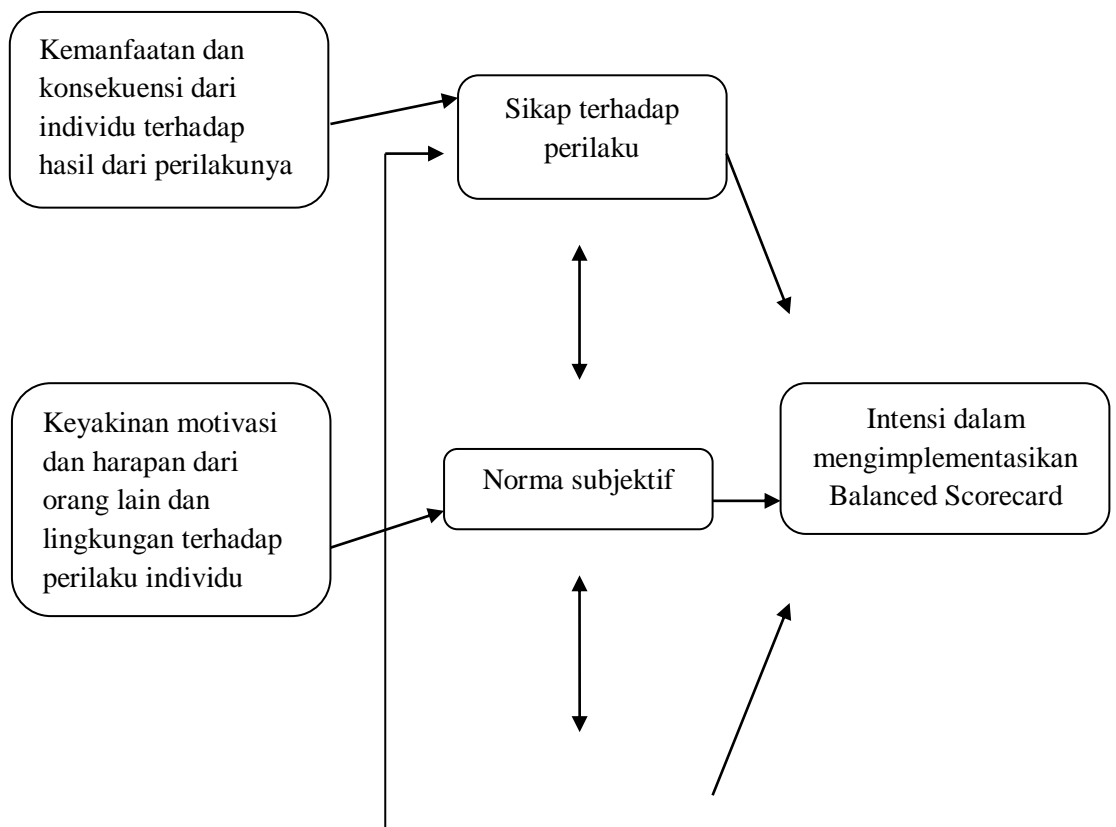 Kemanfaatan dan
konsekuensi dari
individu terhadap
hasil dari perilakunya
Sikap terhadap
perilaku
Keyakinan motivasi
dan harapan dari
orang lain dan
lingkungan terhadap
perilaku individu
Norma subjektif
Intensi dalam
mengimplementasikan
Balanced Scorecard